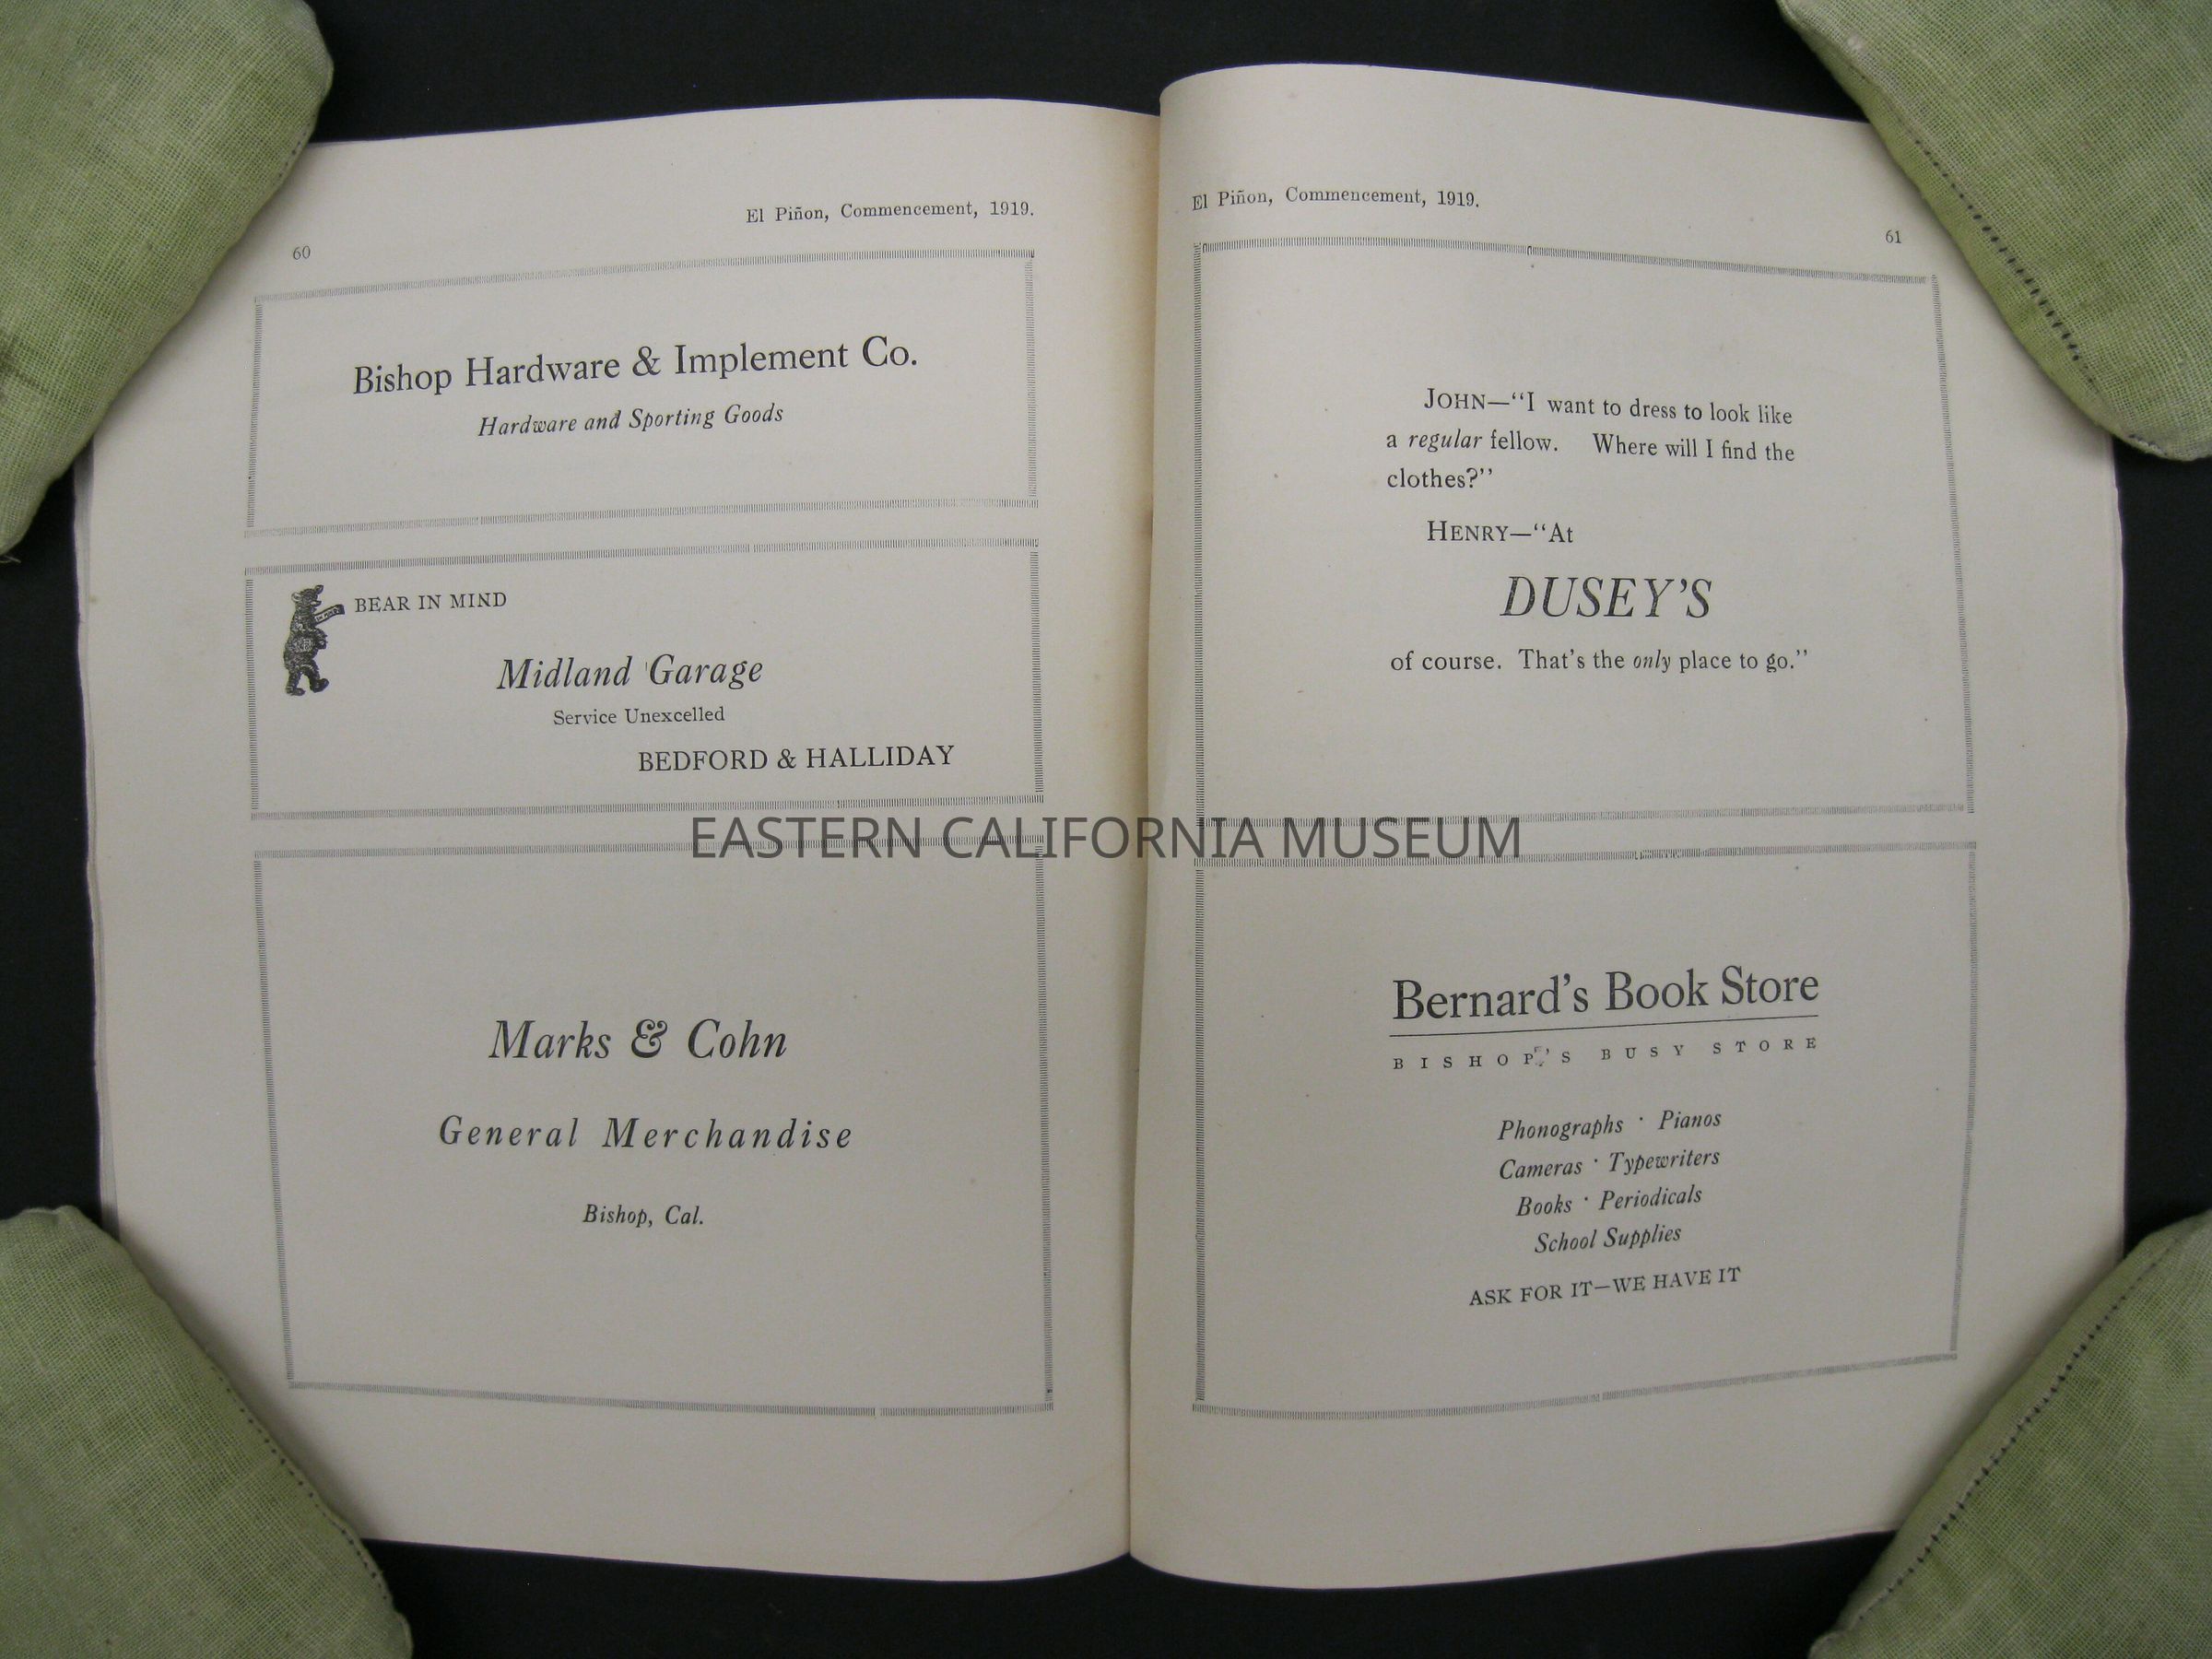 El Piñon, Commencement, 1919.
60
Bishop Hardware & Implement Co.
Hardware and Sporting Goods
BEAR IN MIND
Midland Garage
Service Unexcelled
BEDFORD & HALLIDAY
Marks & Cohn
General Merchandise
Bishop, Cal.
El Piñon, Commencement, 1919.
61
JOHN—“I want to dress to look like
a regular fellow. Where will I find the
clothes?”
HENRY—“At
DUSEY’S
of course. That’s the only place to go.”
Bernard’s Book Store
BISHOP’S BUSY STORE
Phonographs · Pianos
Cameras · Typewriters
Books · Periodicals
School Supplies
ASK FOR IT—WE HAVE IT
EASTERN CALIFORNIA MUSEUM